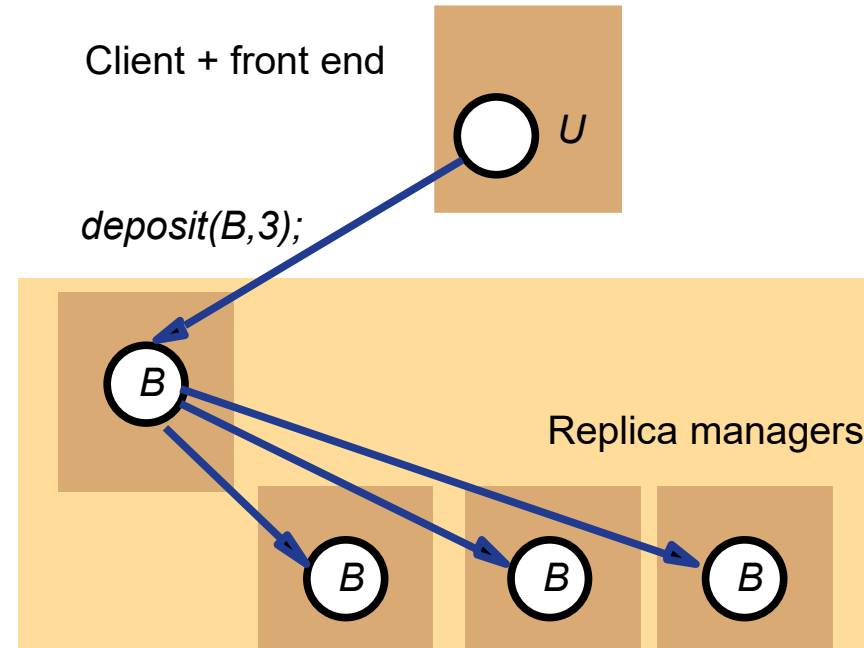 Client + front end
U
deposit(B,3);
B
Replica managers
B
B
B